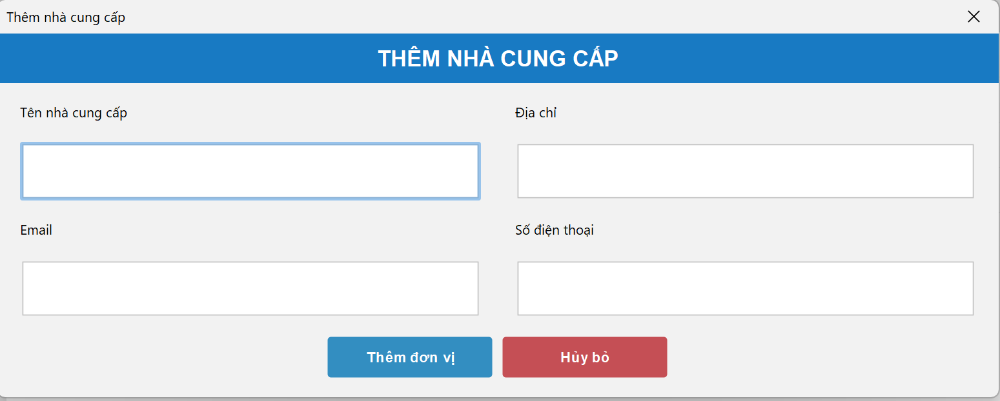 Thêm nhà cung cấp
THÊM NHÀ CUNG CẤP
Tên nhà cung cấp
Địa chỉ
Email
Số điện thoại
Thêm đơn vị
Hủy bỏ